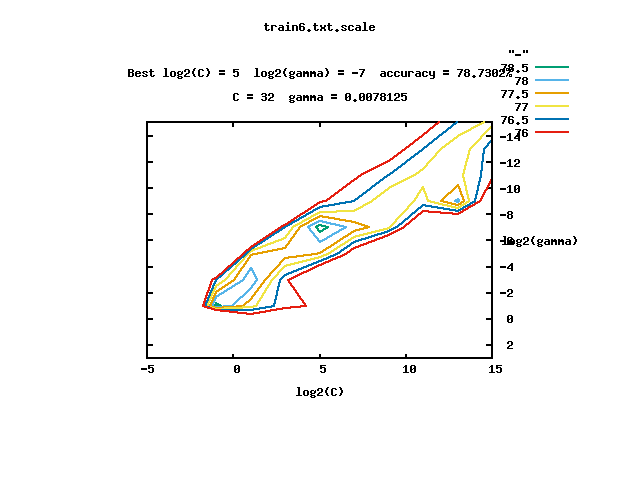 train6.txt.scale
"-"
Best log2(C) = 5 log2(gamma) = -7 accuracy = 78.7302%
78.5
78
77.5
C = 32 gamma = 0.0078125
77
76.5
76
-14
-12
-10
-8
-6
log2(gamma)
-4
-2
0
2
-5 0 5 10 15
log2(C)